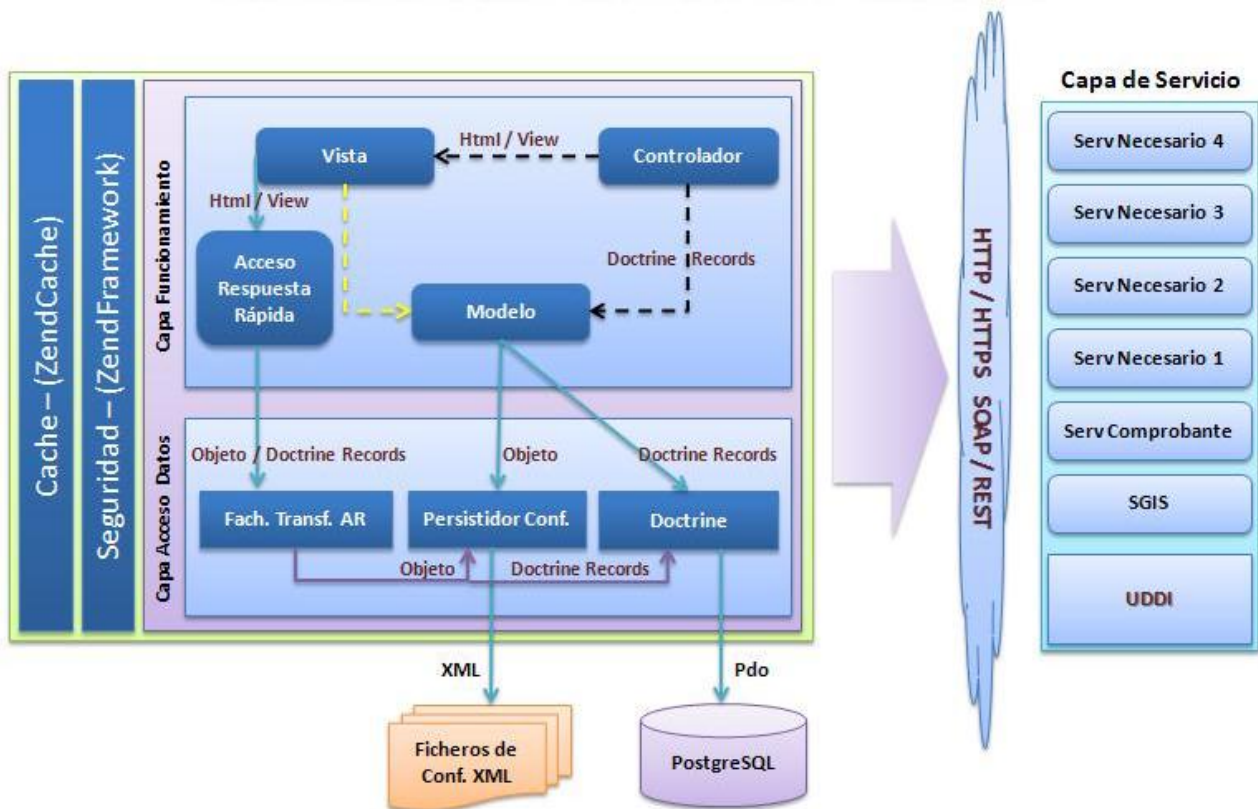 Cache – (ZendCache)
Seguridad – (ZendFramework)
Capa Funcionamiento
Vista
Html / View
Controlador
Html / View
Acceso
Respuesta
Rápida
Doctrine Records
Modelo
Capa Acceso Datos
Objeto / Doctrine Records
Objeto
Doctrine Records
Fach. Transf. AR
Persistidor Conf.
Doctrine
Objeto
Doctrine Records
XML
Pdo
Ficheros de
Conf. XML
PostgreSQL
HTTP / HTTPS SOAP / REST
Capa de Servicio
Serv Necesario 4
Serv Necesario 3
Serv Necesario 2
Serv Necesario 1
Serv Comprobante
SGIS
UDDI